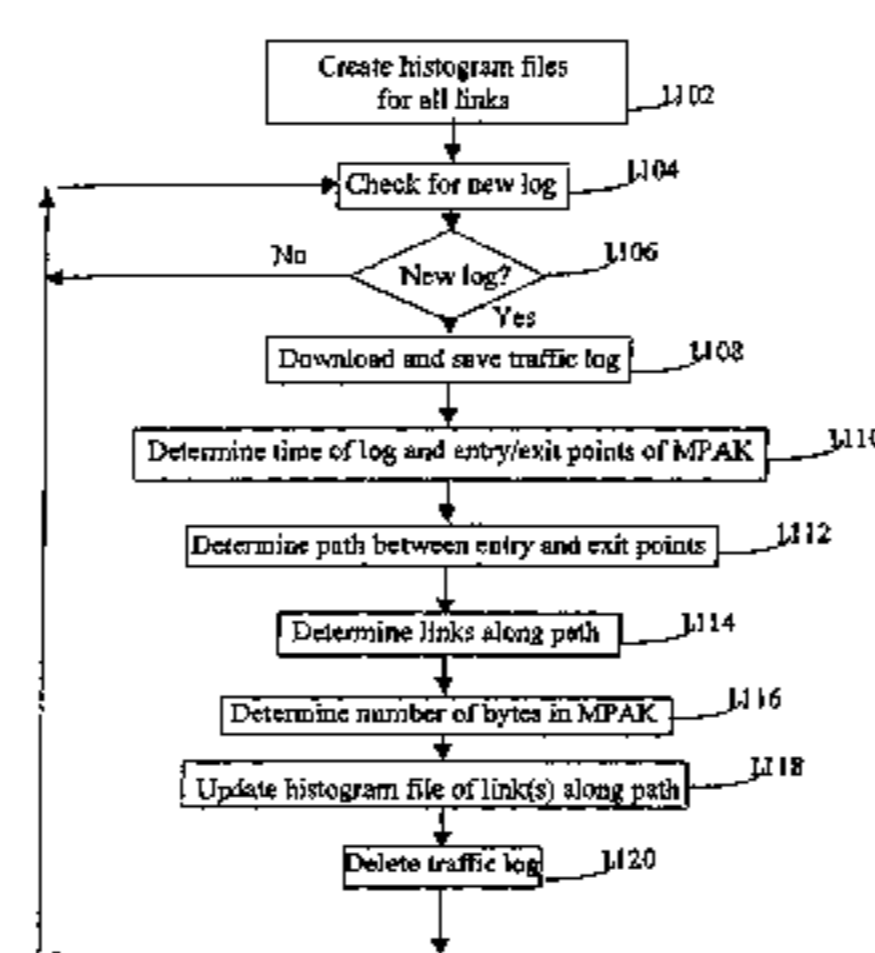 Create histogram files
for all links
1102
Check for new log
1104
No
New log?
1106
Yes
Download and save traffic log
1108
Determine time of log and entry/exit points of MPAK
1110
Determine path between entry and exit points
1112
Determine links along path
1114
Determine number of bytes in MPAK
1116
Update histogram file of link(s) along path
1118
Delete traffic log
1120